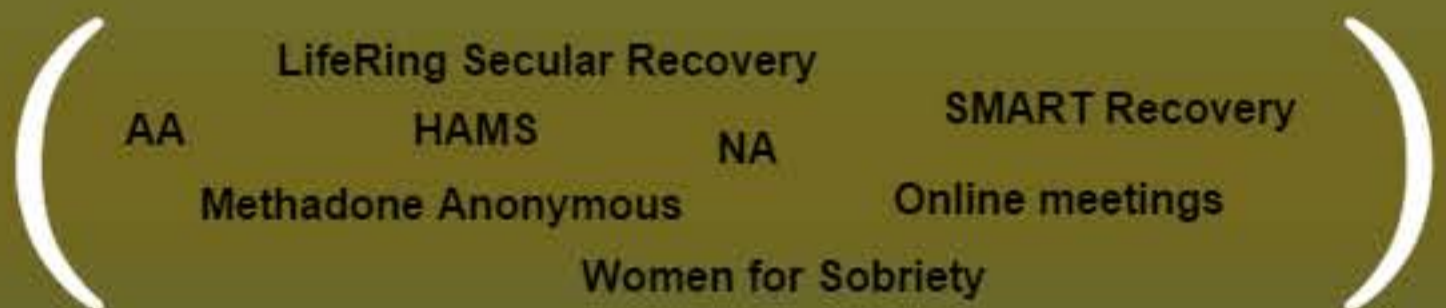 LifeRing Secular Recovery
SMART Recovery
AA HAMS NA
Methadone Anonymous Online meetings
Women for Sobriety